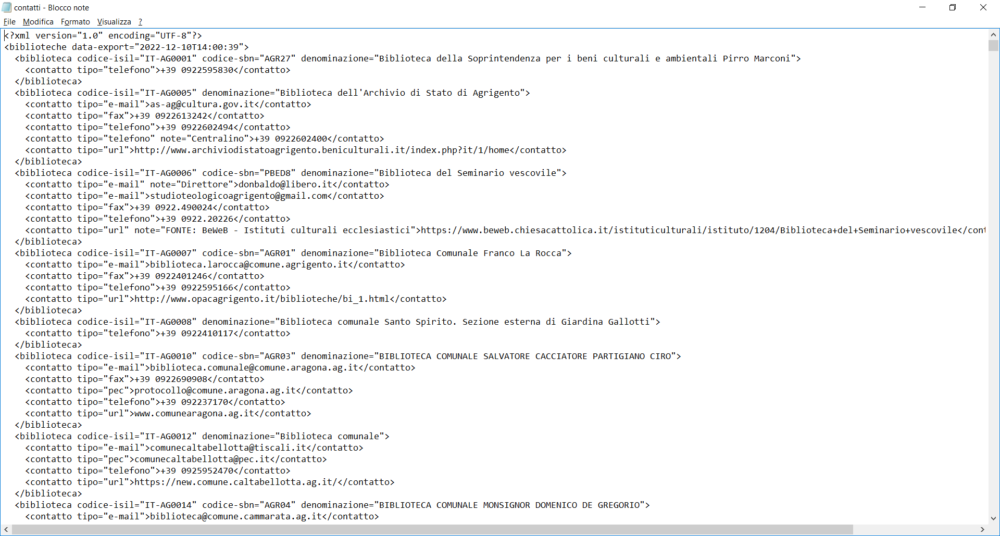 contatti - Blocco note
File Modifica Formato Visualizza ?
<?xml version="1.0" encoding="UTF-8"?>
<biblioteche data-export="2022-12-10T14:00:39">
<biblioteca codice-isil="IT-AG0001" codice-sbn="AGR27" denominazione="Biblioteca della Soprintendenza per i beni culturali e ambientali Pirro Marconi">
<contatto tipo="telefono">+39 0922595830</contatto>
</biblioteca>
<biblioteca codice-isil="IT-AG0005" denominazione="Biblioteca dell'Archivio di Stato di Agrigento">
<contatto tipo="e-mail">as-ag@cultura.gov.it</contatto>
<contatto tipo="fax">+39 0922613242</contatto>
<contatto tipo="telefono">+39 0922602494</contatto>
<contatto tipo="telefono" note="Centralino">+39 0922602400</contatto>
<contatto tipo="url">http://www.archiviodistatoagrigento.beniculturali.it/index.php?it/1/home</contatto>
</biblioteca>
<biblioteca codice-isil="IT-AG0006" codice-sbn="PBED8" denominazione="Biblioteca del Seminario vescovile">
<contatto tipo="e-mail" note="Direttore">donbaldo@libero.it</contatto>
<contatto tipo="e-mail">studioteologicoagrigento@gmail.com</contatto>
<contatto tipo="fax">+39 0922.490024</contatto>
<contatto tipo="telefono">+39 0922.20226</contatto>
<contatto tipo="url" note="FONTE: BeWeB - Istituti culturali ecclesiastici">https://www.beweb.chiesacattolica.it/istituticulturali/istituto/1204/Biblioteca+del+Seminario+vescovile</cont
</biblioteca>
<biblioteca codice-isil="IT-AG0007" codice-sbn="AGR01" denominazione="Biblioteca Comunale Franco La Rocca">
<contatto tipo="e-mail">biblioteca.larocca@comune.agrigento.it</contatto>
<contatto tipo="fax">+39 0922401246</contatto>
<contatto tipo="telefono">+39 0922595166</contatto>
<contatto tipo="url">http://www.opacagrigento.it/biblioteche/bi_1.html</contatto>
</biblioteca>
<biblioteca codice-isil="IT-AG0008" denominazione="Biblioteca comunale Santo Spirito. Sezione esterna di Giardina Gallotti">
<contatto tipo="telefono">+39 0922410117</contatto>
</biblioteca>
<biblioteca codice-isil="IT-AG0010" codice-sbn="AGR03" denominazione="BIBLIOTECA COMUNALE SALVATORE CACCIATORE PARTIGIANO CIRO">
<contatto tipo="e-mail">biblioteca.comunale@comune.aragona.ag.it</contatto>
<contatto tipo="fax">+39 0922690908</contatto>
<contatto tipo="pec">protocollo@comune.aragona.ag.it</contatto>
<contatto tipo="telefono">+39 092237170</contatto>
<contatto tipo="url">www.comunearagona.ag.it</contatto>
</biblioteca>
<biblioteca codice-isil="IT-AG0012" denominazione="Biblioteca comunale">
<contatto tipo="e-mail">comunecaltabellotta@tiscali.it</contatto>
<contatto tipo="pec">comunecaltabellotta@pec.it</contatto>
<contatto tipo="telefono">+39 0925952470</contatto>
<contatto tipo="url">https://new.comune.caltabellotta.ag.it/</contatto>
</biblioteca>
<biblioteca codice-isil="IT-AG0014" codice-sbn="AGR04" denominazione="BIBLIOTECA COMUNALE MONSIGNOR DOMENICO DE GREGORIO">
<contatto tipo="e-mail">biblioteca@comune.cammarata.ag.it</contatto>